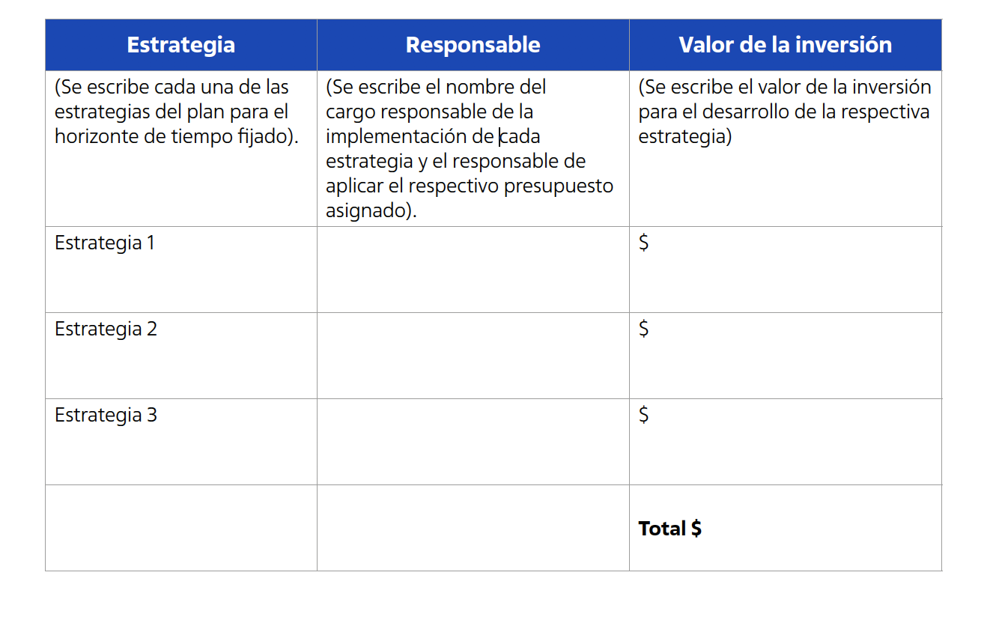 Estrategia
Responsable
Valor de la inversión
(Se escribe cada una de las
estrategias del plan para el
horizonte de tiempo fijado).
(Se escribe el nombre del
cargo responsable de la
implementación de cada
estrategia y el responsable de
aplicar el respectivo presupuesto
asignado).
(Se escribe el valor de la inversión
para el desarrollo de la respectiva
estrategia)
Estrategia 1
$
Estrategia 2
$
Estrategia 3
$
Total $